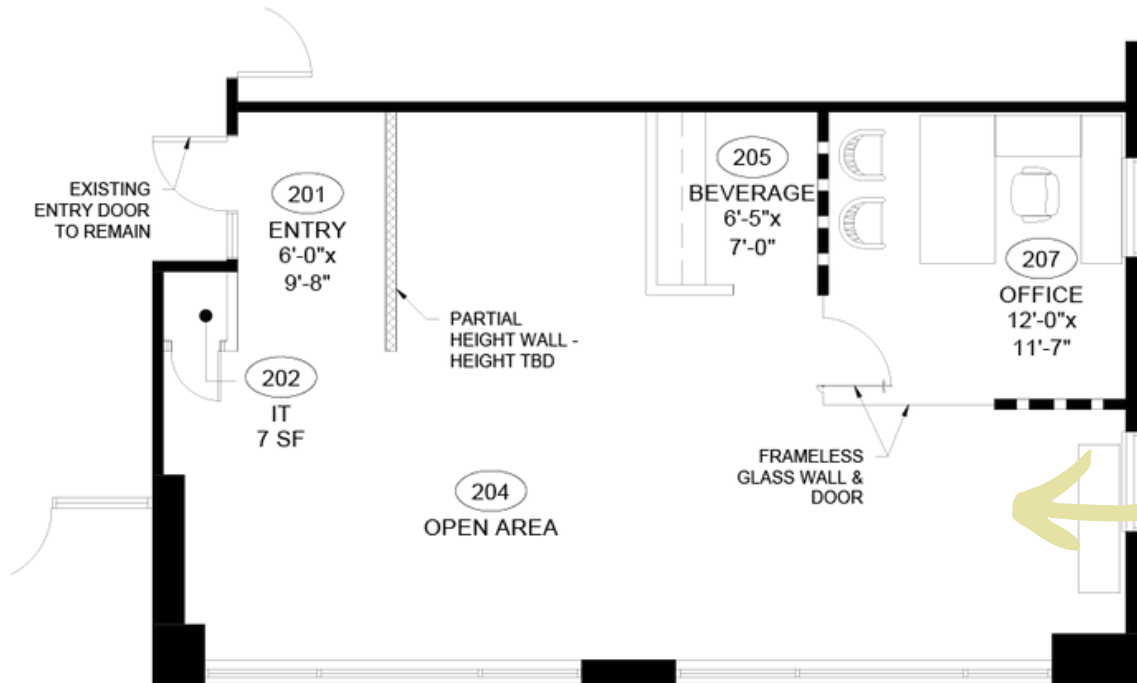 EXISTING
ENTRY DOOR
TO REMAIN
201
ENTRY
6'-0"x
9'-8"
205
BEVERAGE
6'-5"x
7'-0"
207
OFFICE
12'-0"x
11'-7"
PARTIAL
HEIGHT WALL -
HEIGHT TBD
202
IT
7 SF
204
OPEN AREA
FRAMELESS
GLASS WALL &
DOOR